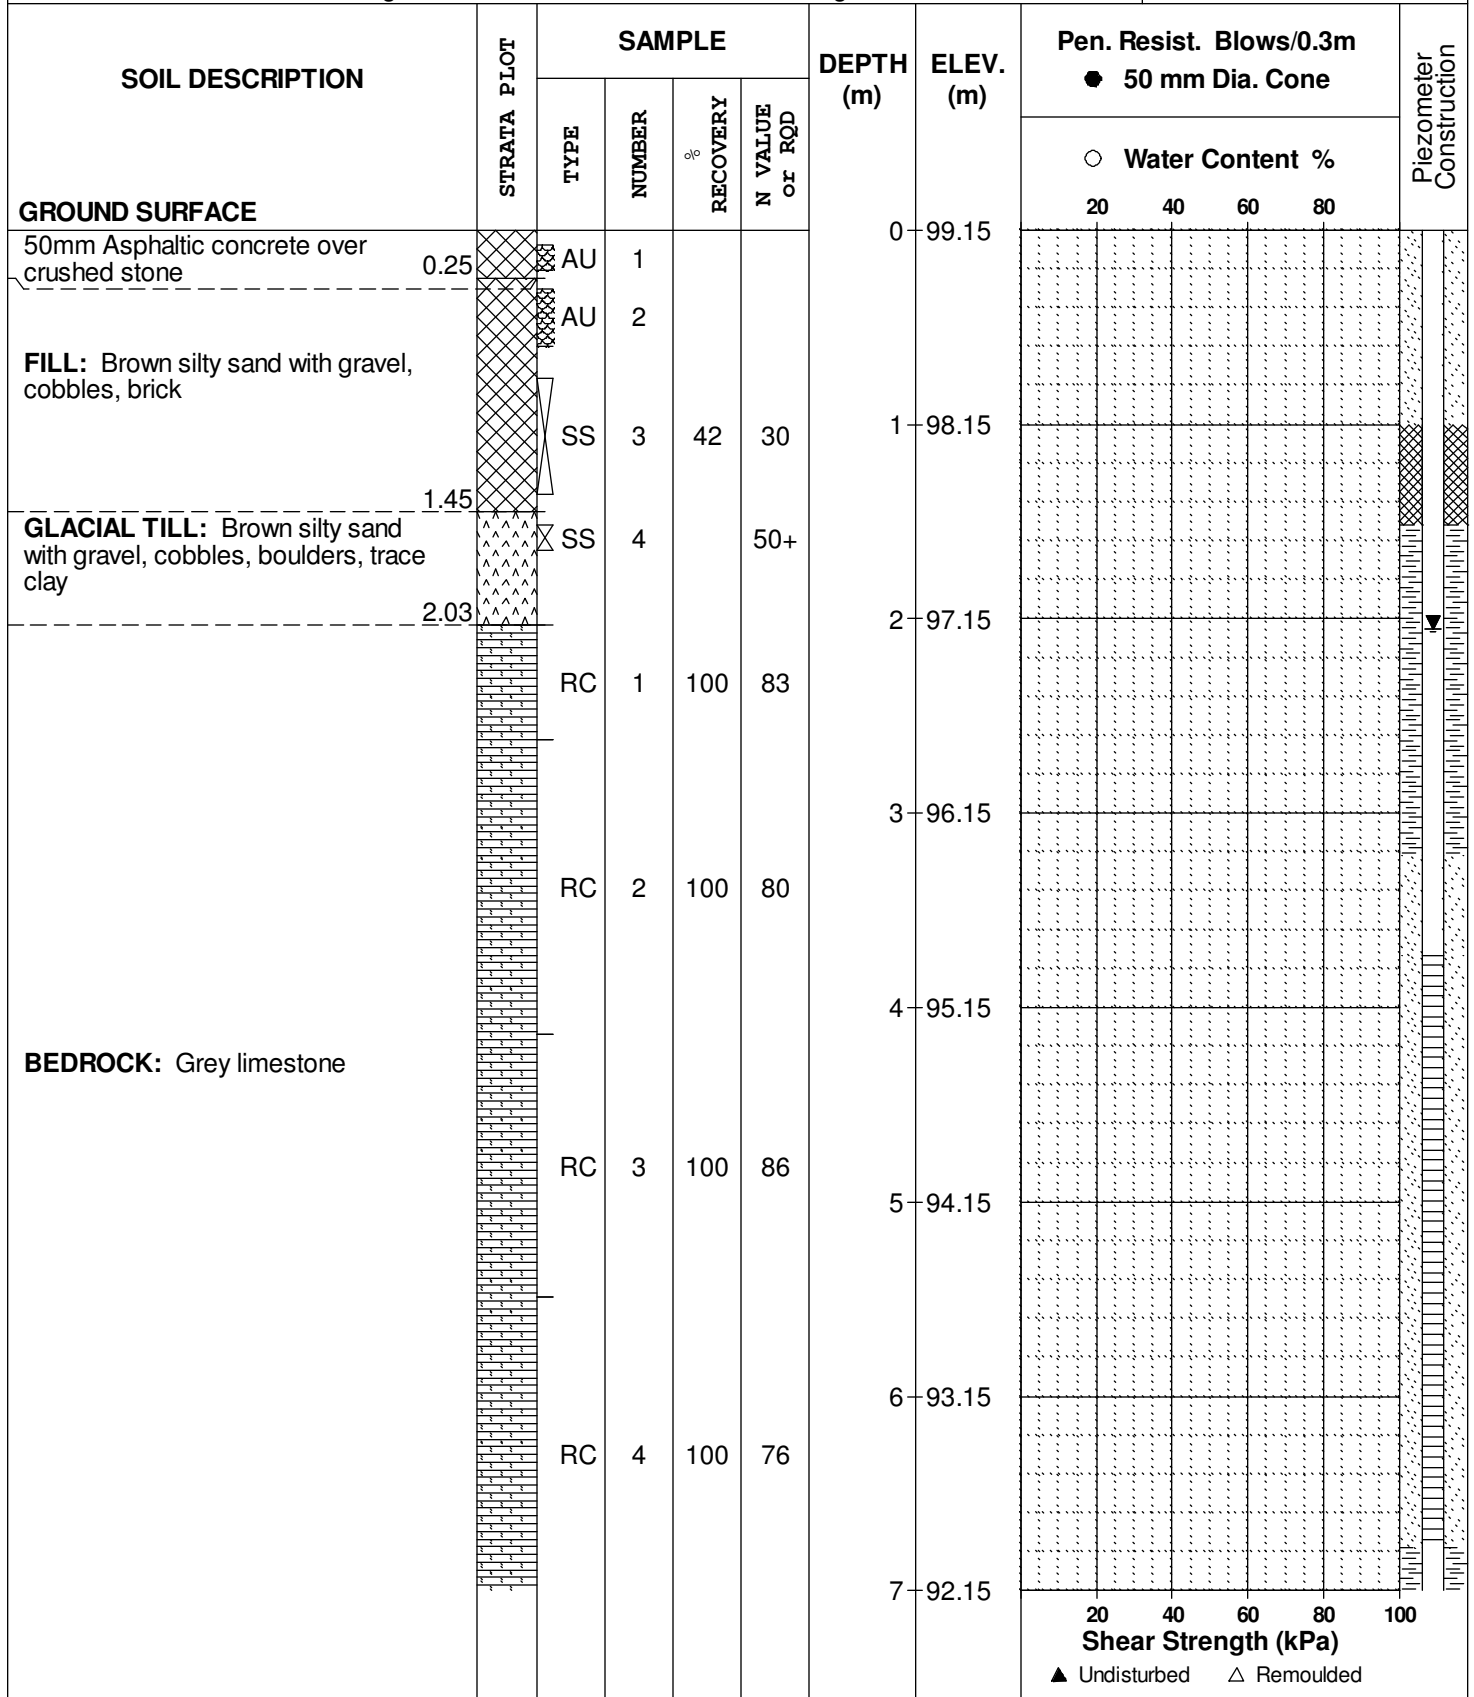 SOIL DESCRIPTION
STRATA PLOT
SAMPLE
TYPE
NUMBER
% RECOVERY
N VALUE or RQD
DEPTH (m)
ELEV. (m)
Pen. Resist. Blows/0.3m
● 50 mm Dia. Cone
○ Water Content %
20 40 60 80
Piezometer Construction
GROUND SURFACE
0 99.15
50mm Asphaltic concrete over
crushed stone 0.25
AU 1
AU 2
FILL: Brown silty sand with gravel,
cobbles, brick
1 98.15
SS 3 42 30
1.45
GLACIAL TILL: Brown silty sand
with gravel, cobbles, boulders, trace
clay
SS 4 50+
2.03
2 97.15
RC 1 100 83
3 96.15
RC 2 100 80
4 95.15
BEDROCK: Grey limestone
RC 3 100 86
5 94.15
6 93.15
RC 4 100 76
7 92.15
20 40 60 80 100
Shear Strength (kPa)
▲ Undisturbed △ Remoulded